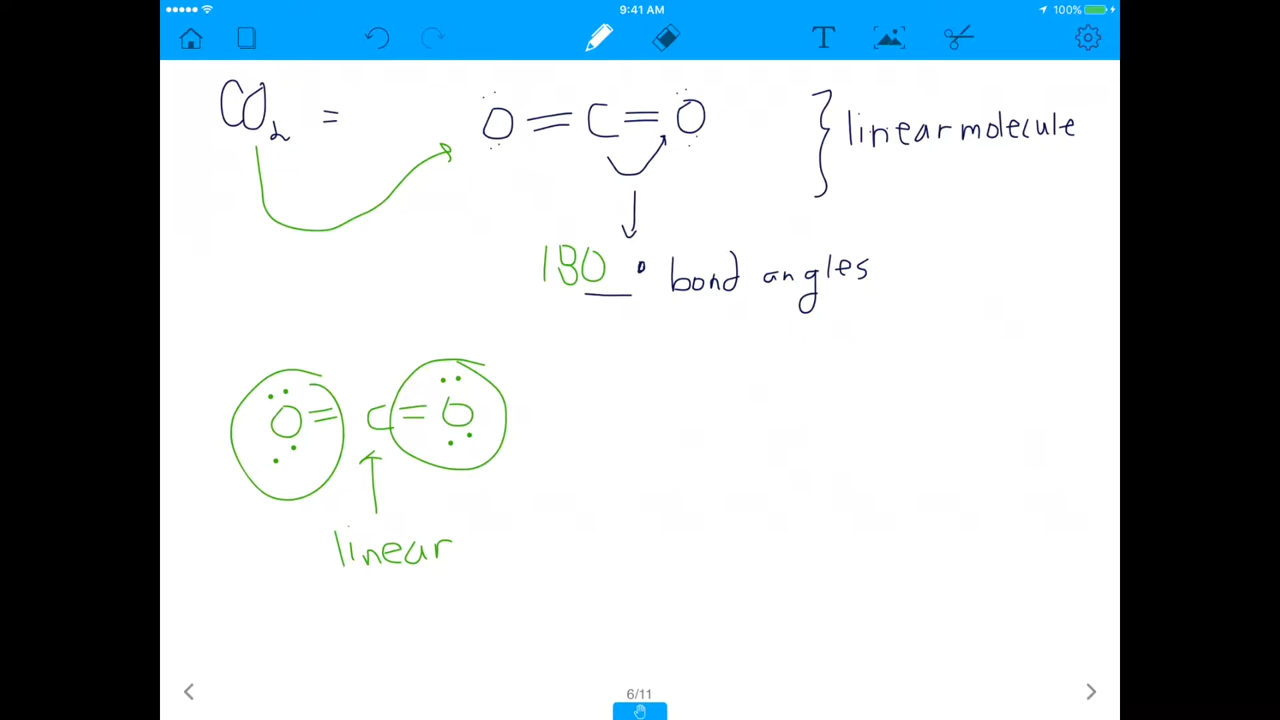 9:41 AM
100%
T
CO₂ = O = C = O } linear molecule
180° bond angles
O = C = O
linear
6/11